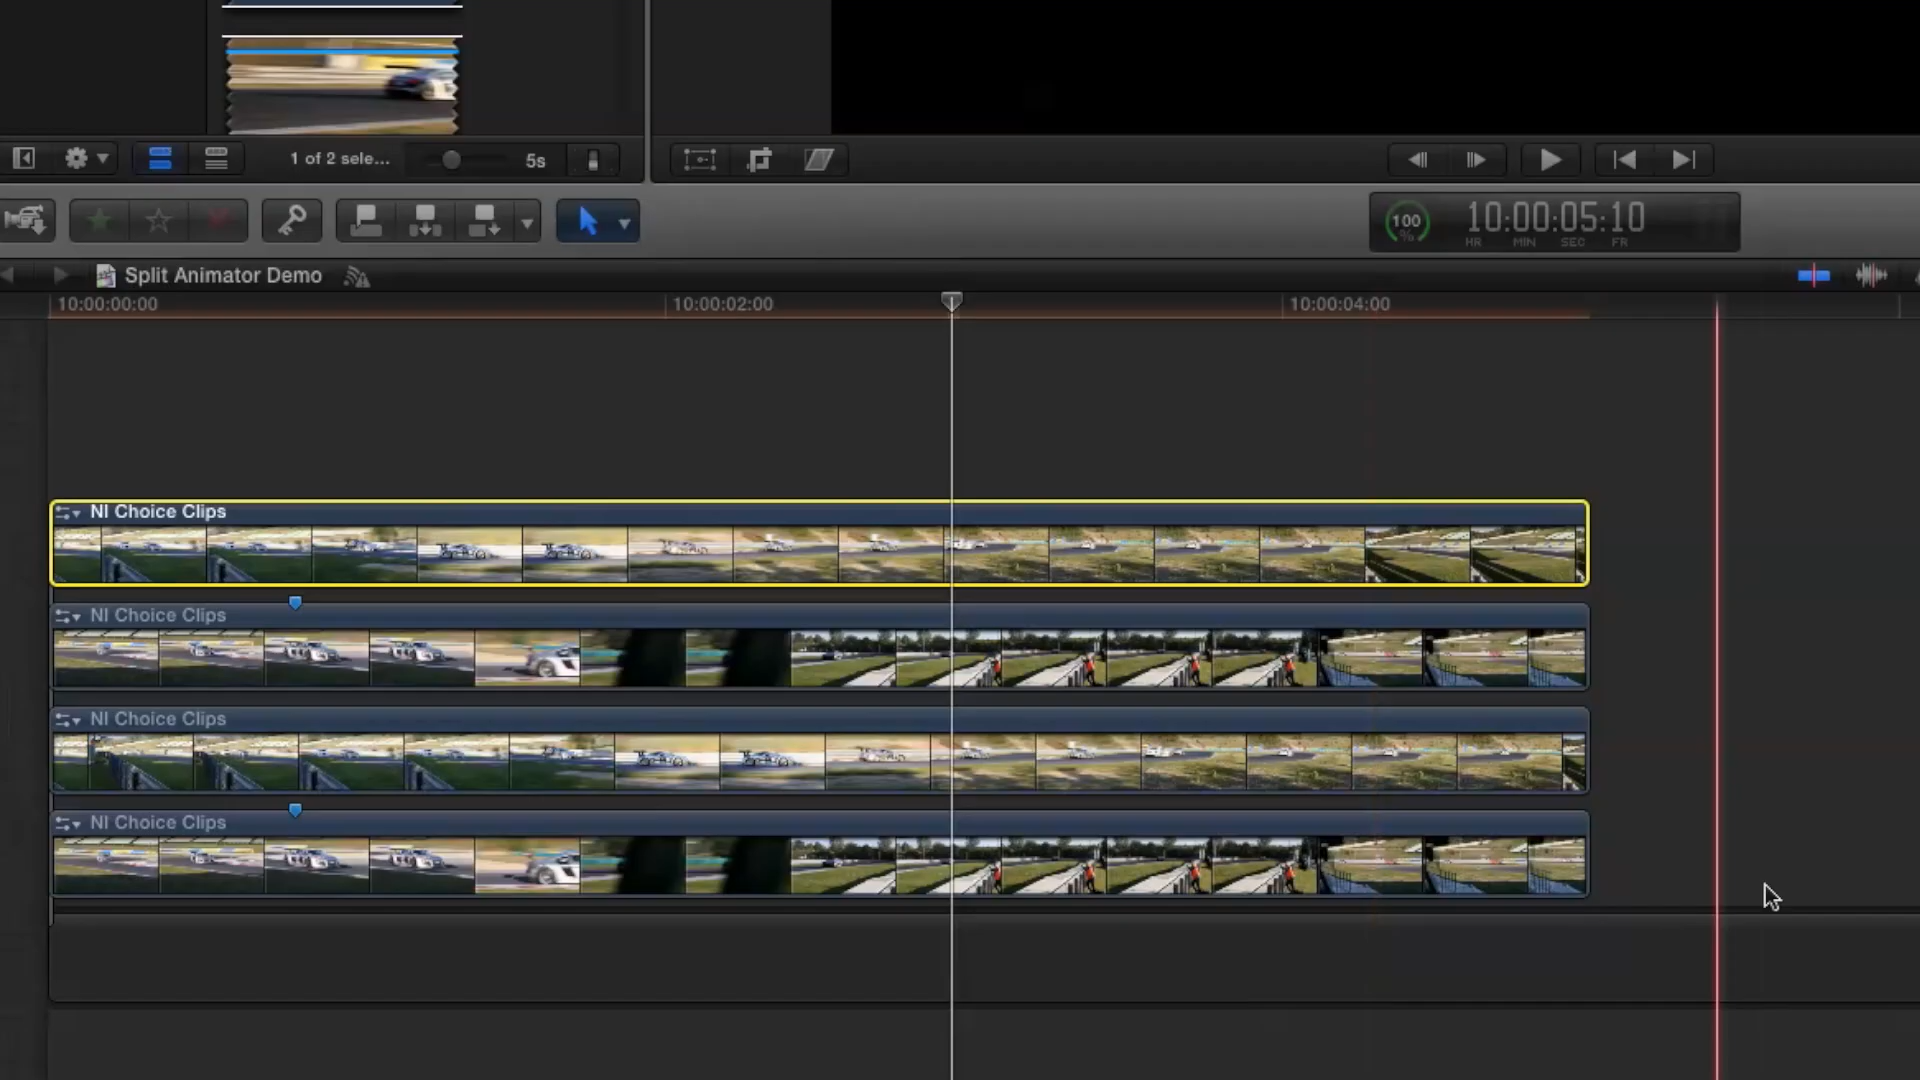 1 of 2 sele...
5s
100
%
10:00:05:10
HR MIN SEC FR
Split Animator Demo
10:00:00:00
10:00:02:00
10:00:04:00
NI Choice Clips
NI Choice Clips
NI Choice Clips
NI Choice Clips